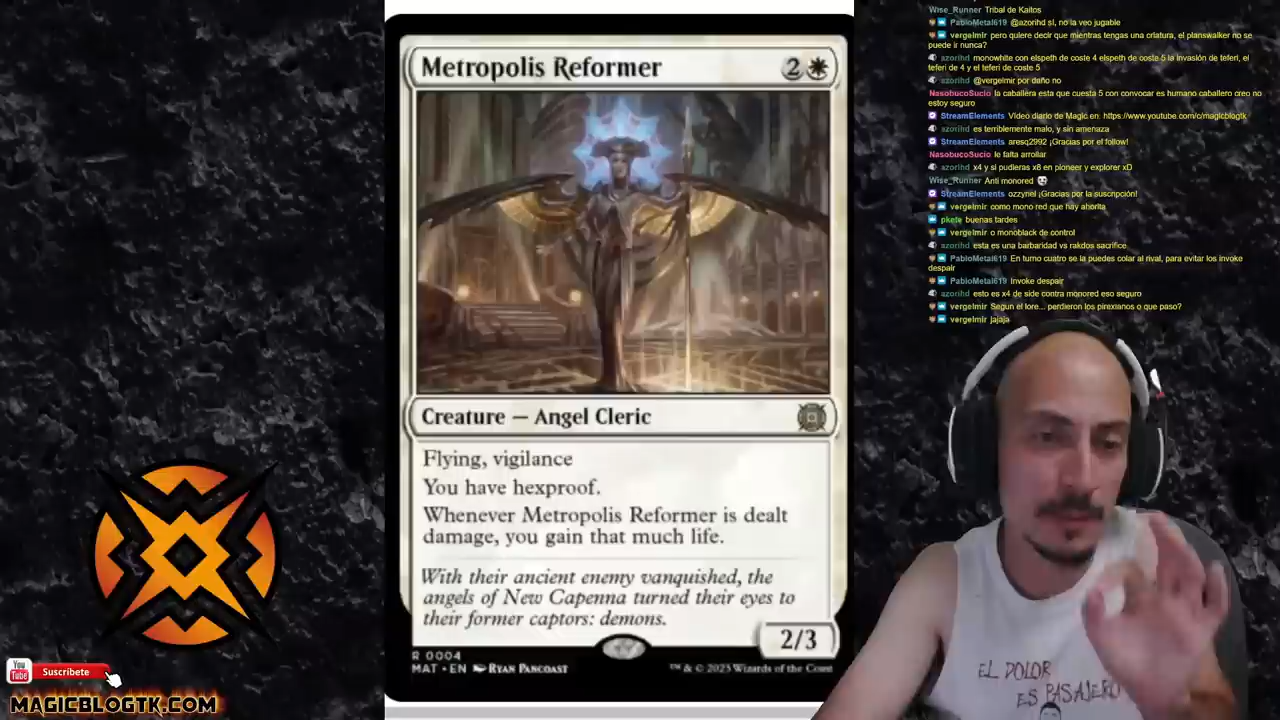 Metropolis Reformer 2
Creature — Angel Cleric
Flying, vigilance
You have hexproof.
Whenever Metropolis Reformer is dealt
damage, you gain that much life.
With their ancient enemy vanquished, the
angels of New Capenna turned their eyes to
their former captors: demons.
2/3
R 0004
MAT • EN RYAN PANCOAST
™ & © 2023 Wizards of the Coast
Wise_Runner Tribal de Kaitos
PabloMetal619 @azorihd sI, no la veo jugable
vergelmir pero quiere decir que mientras tengas una criatura, el planswalker no se
puede ir nunca?
azorihd monowhite con elspeth de coste 4 elspeth de coste 5 la invasión de teferi, el
teferi de 4 y el teferi de coste 5
azorihd @vergelmir por daño no
NasobucoSucio la caballera esta que cuesta 5 con convocar es humano caballero creo no
estoy seguro
StreamElements Vídeo diario de Magic en: https://www.youtube.com/c/magicblogtk
azorihd es terriblemente malo, y sin amenaza
StreamElements aresq2992 ¡Gracias por el follow!
NasobucoSucio le falta arrollar
azorihd x4 y si pudieras x8 en pioneer y explorer xD
Wise_Runner Anti monored
StreamElements ozzynel ¡Gracias por la suscripción!
vergelmir como mono red que hay ahorita
pkete buenas tardes
vergelmir o monoblack de control
azorihd esta es una barbaridad vs rakdos sacrifice
PabloMetal619 En turno cuatro se la puedes colar al rival, para evitar los invoke
despair
PabloMetal619 Invoke despair
azorihd esto es x4 de side contra monored eso seguro
vergelmir Segun el lore... perdieron los pirexianos o que paso?
vergelmir jajaja
EL DOLOR
ES PASAJERO
You
Tube
Suscríbete
MAGICBLOGTK.COM